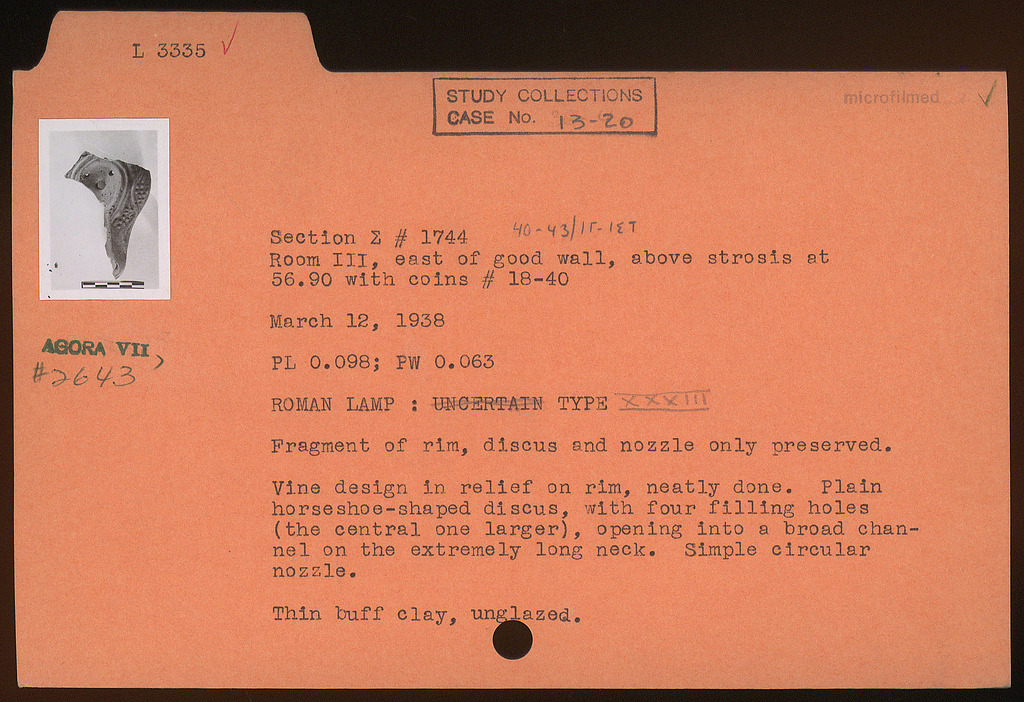 L 3335
STUDY COLLECTIONS
CASE No. 13-20
microfilmed
Section Σ # 1744 40-43/ΙΓ-ΙΣΤ
Room III, east of good wall, above strosis at
56.90 with coins # 18-40
March 12, 1938
PL 0.098; PW 0.063
AGORA VII,
#2643
ROMAN LAMP : UNCERTAIN TYPE XXXIII
Fragment of rim, discus and nozzle only preserved.
Vine design in relief on rim, neatly done. Plain
horseshoe-shaped discus, with four filling holes
(the central one larger), opening into a broad chan-
nel on the extremely long neck. Simple circular
nozzle.
Thin buff clay, unglazed.